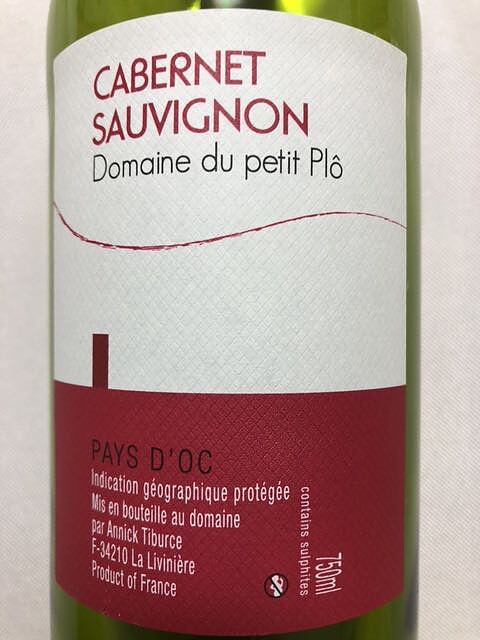 CABERNET
SAUVIGNON
Domaine du petit Plô
PAYS D'OC
Indication géographique protégée
Mis en bouteille au domaine
par Annick Tiburce
F-34210 La Livinière
Product of France
contains sulphites
750ml